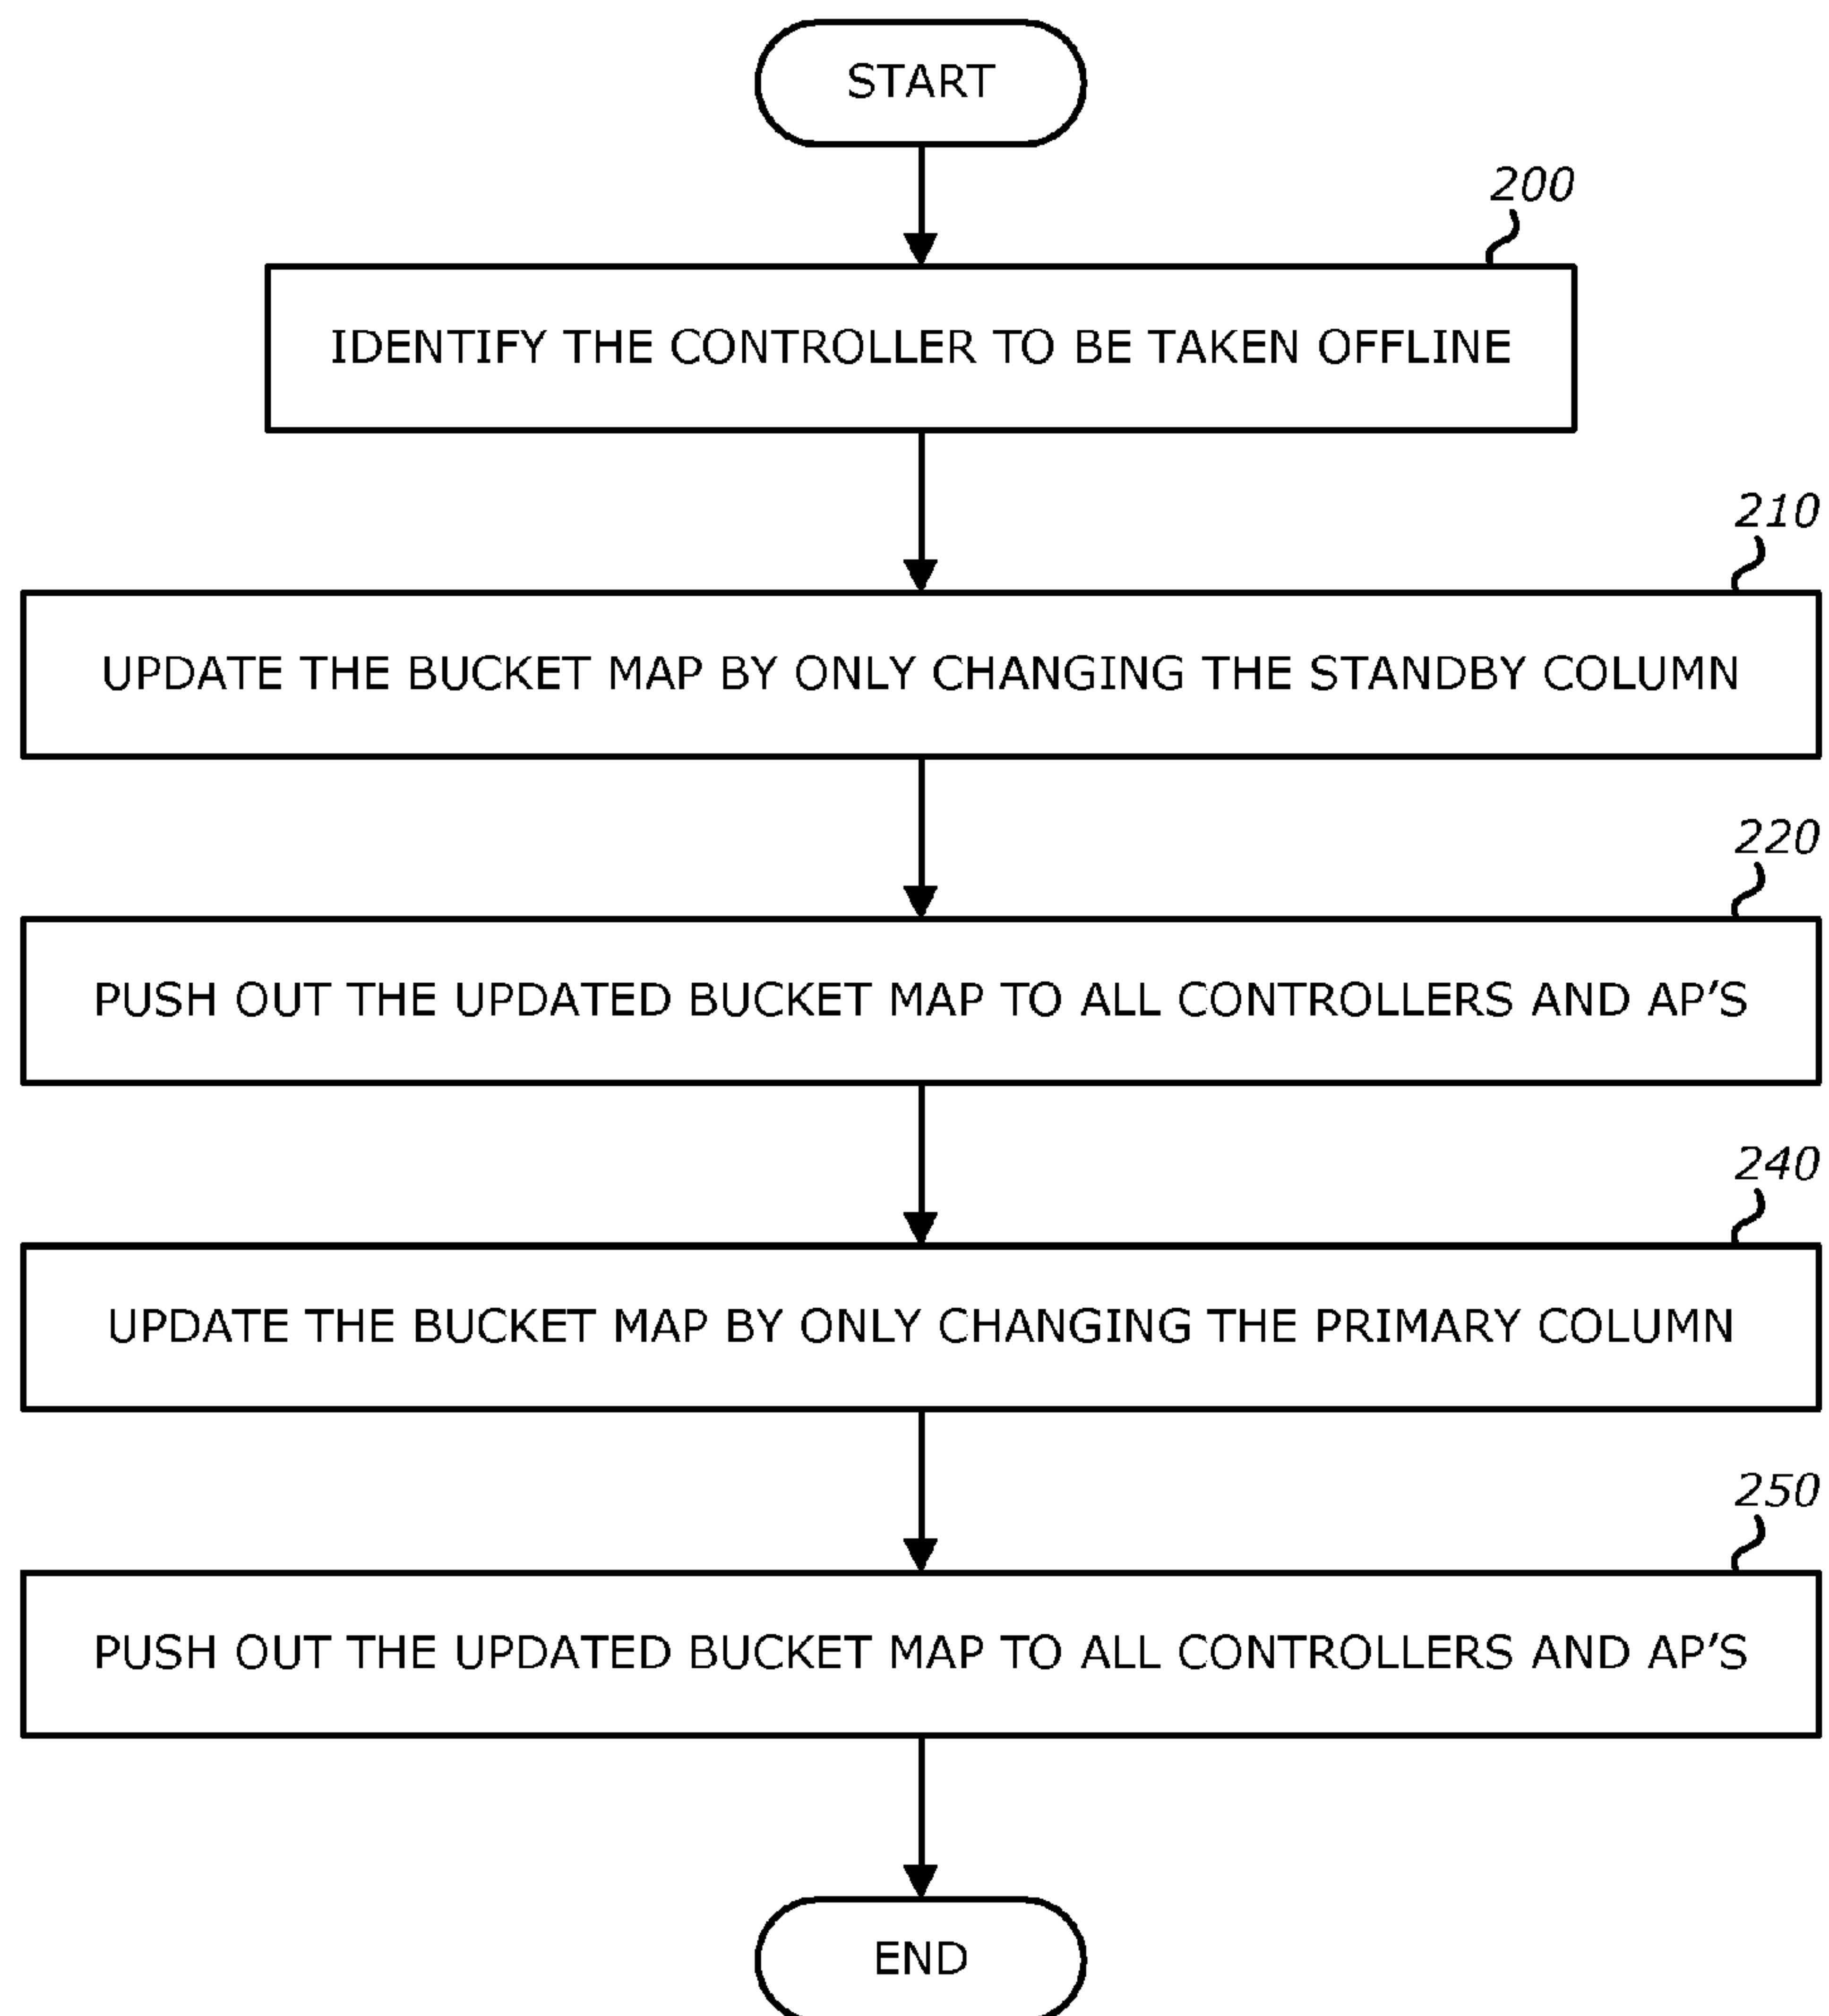 START
200
IDENTIFY THE CONTROLLER TO BE TAKEN OFFLINE
210
UPDATE THE BUCKET MAP BY ONLY CHANGING THE STANDBY COLUMN
220
PUSH OUT THE UPDATED BUCKET MAP TO ALL CONTROLLERS AND AP'S
240
UPDATE THE BUCKET MAP BY ONLY CHANGING THE PRIMARY COLUMN
250
PUSH OUT THE UPDATED BUCKET MAP TO ALL CONTROLLERS AND AP'S
END